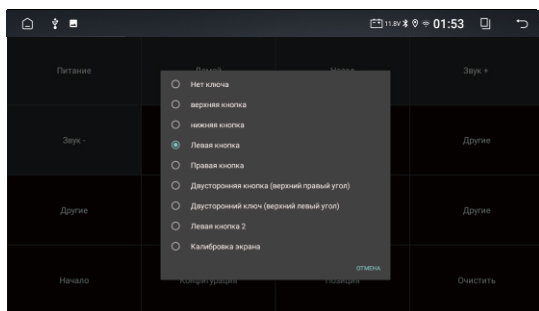 11.8V 01:53
Питание
Звук +
Нет ключа
верхняя кнопка
нижняя кнопка
Звук -
Левая кнопка
Другие
Правая кнопка
Двусторонняя кнопка (верхний правый угол)
Двусторонний ключ (верхний левый угол)
Другие
Другие
Левая кнопка 2
Калибровка экрана
ОТМЕНА
Начало
Конфигурация
Позиция
Очистить